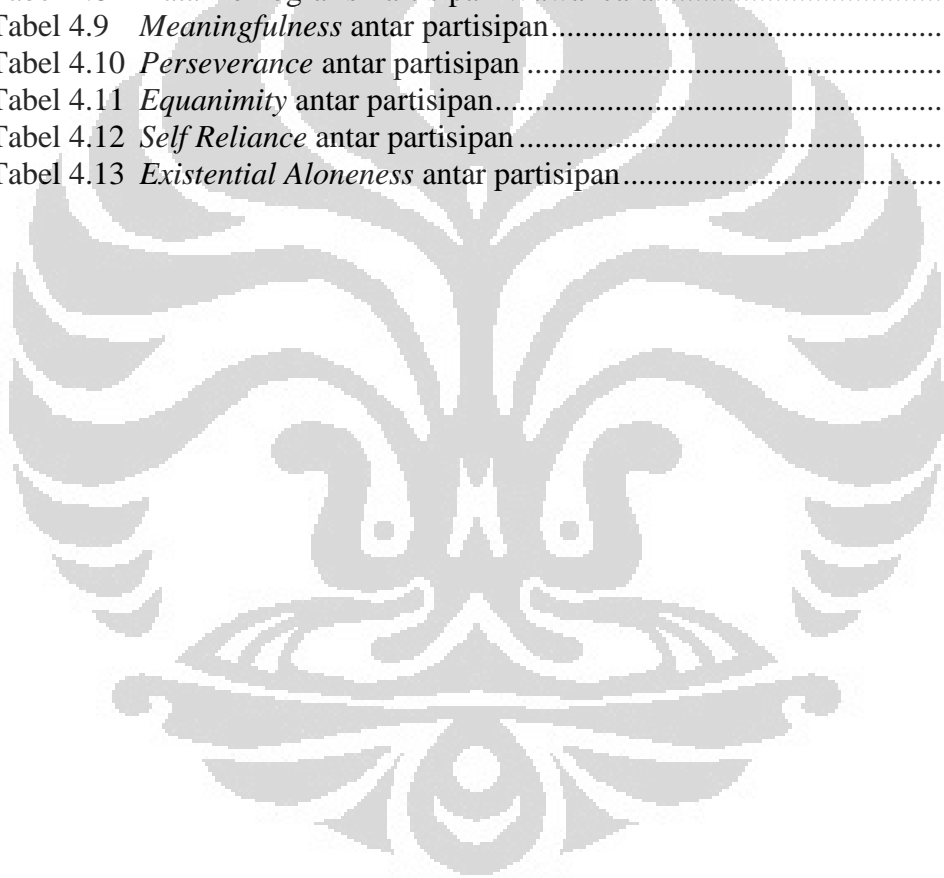 Tabel 4.9 Meaningfulness antar partisipan..................................................
Tabel 4.10 Perseverance antar partisipan ....................................................
Tabel 4.11 Equanimity antar partisipan........................................................
Tabel 4.12 Self Reliance antar partisipan .....................................................
Tabel 4.13 Existential Aloneness antar partisipan........................................